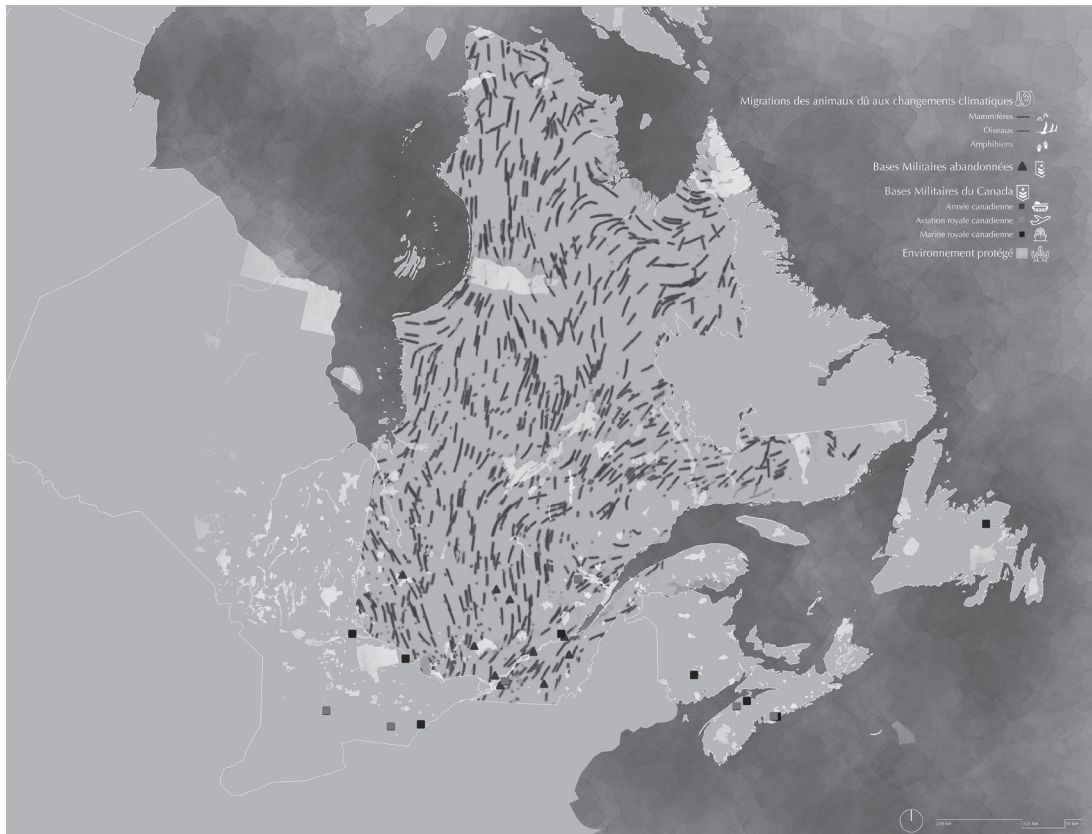 Migrations des animaux dû aux changements climatiques
Mammifères
Oiseaux
Amphibiens
Bases Militaires abandonnées
Bases Militaires du Canada
Armée canadienne
Aviation royale canadienne
Marine royale canadienne
Environnement protégé